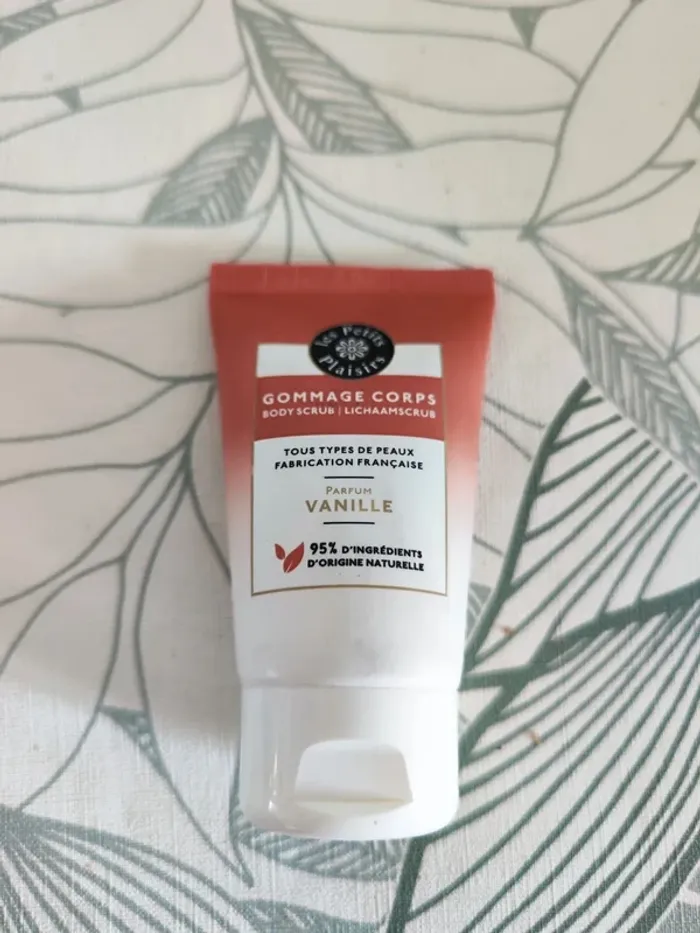 les Petits
Plaisirs
GOMMAGE CORPS
BODY SCRUB | LICHAAMSCRUB
TOUS TYPES DE PEAUX
FABRICATION FRANÇAISE
PARFUM
VANILLE
95% D'INGRÉDIENTS
D'ORIGINE NATURELLE